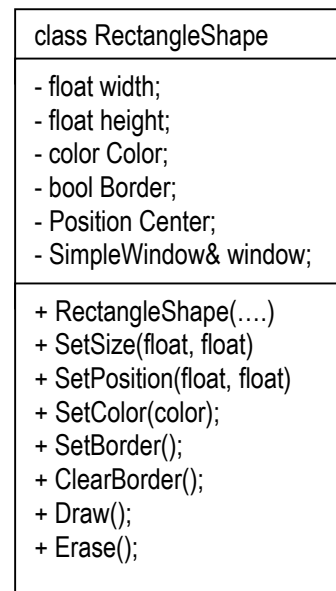 class RectangleShape
- float width;
- float height;
- color Color;
- bool Border;
- Position Center;
- SimpleWindow& window;
+ RectangleShape(….)
+ SetSize(float, float)
+ SetPosition(float, float)
+ SetColor(color);
+ SetBorder();
+ ClearBorder();
+ Draw();
+ Erase();